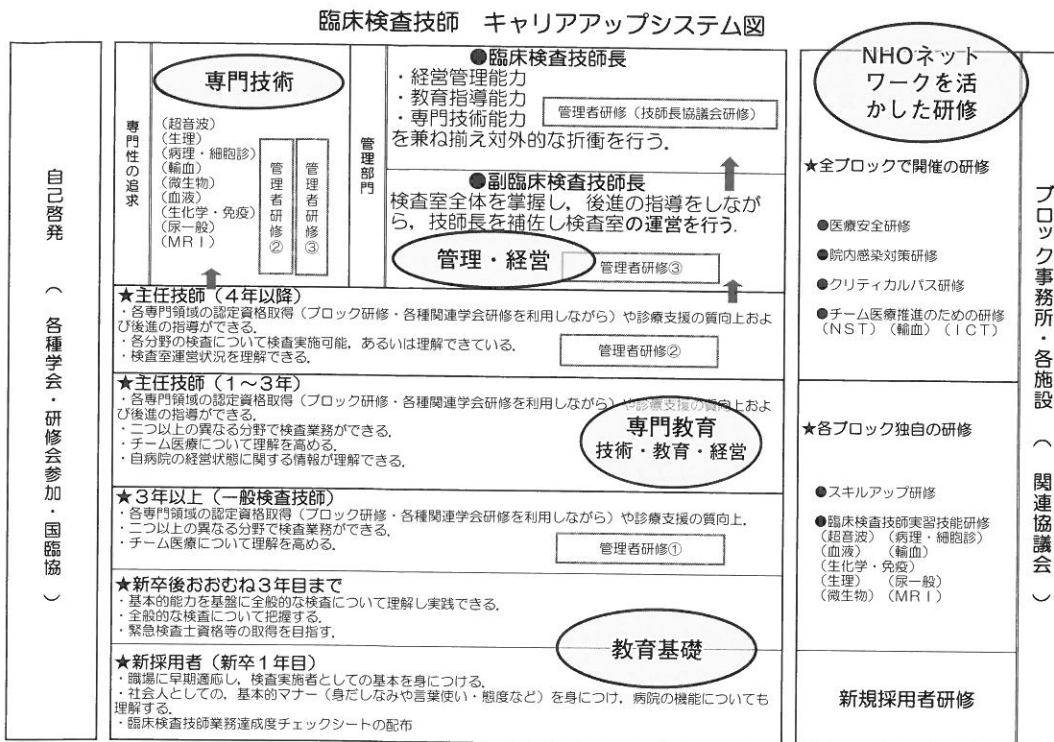 臨床検査技師 キャリアアップシステム図
自己啓発 （ 各種学会・研修会参加・国臨協 ）
専門性の追求
専門技術
(超音波)
(生理)
(病理・細胞診)
(輸血)
(微生物)
(血液)
(生化学・免疫)
(尿一般)
(ＭＲＩ)
管理者研修②
管理者研修③
管理部門
●臨床検査技師長
・経営管理能力
・教育指導能力
・専門技術能力
管理者研修（技師長協議会研修）
を兼ね揃え対外的な折衝を行う．
●副臨床検査技師長
検査室全体を掌握し，後進の指導をしなが
ら，技師長を補佐し検査室の運営を行う．
管理・経営
管理者研修③
★主任技師（４年以降）
・各専門領域の認定資格取得（ブロック研修・各種関連学会研修を利用しながら）や診療支援の質向上およ
び後進の指導ができる．
・各分野の検査について検査実施可能，あるいは理解できている．
・検査室運営状況を理解できる．
管理者研修②
★主任技師（１～３年）
・各専門領域の認定資格取得（ブロック研修・各種関連学会研修を利用しながら）や診療支援の質向上およ
び後進の指導ができる．
・二つ以上の異なる分野で検査業務ができる．
・チーム医療について理解を高める．
・自病院の経営状態に関する情報が理解できる．
専門教育
技術・教育・経営
★３年以上（一般検査技師）
・各専門領域の認定資格取得（ブロック研修・各種関連学会研修を利用しながら）や診療支援の質向上．
・二つ以上の異なる分野で検査業務ができる．
・チーム医療について理解を高める．
管理者研修①
★新卒後おおむね３年目まで
・基本的能力を基盤に全般的な検査について理解し実践できる．
・全般的な検査について把握する．
・緊急検査士資格等の取得を目指す．
教育基礎
★新採用者（新卒１年目）
・職場に早期適応し，検査実施者としての基本を身につける．
・社会人としての，基本的マナー（身だしなみや言葉使い・態度など）を身につけ，病院の機能についても
理解する．
・臨床検査技師業務達成度チェックシートの配布
NHOネット
ワークを活
かした研修
★全ブロックで開催の研修
●医療安全研修
●院内感染対策研修
●クリティカルパス研修
●チーム医療推進のための研修
（ＮＳＴ）（輸血）（ＩＣＴ）
★各ブロック独自の研修
●スキルアップ研修
●臨床検査技師実習技能研修
（超音波）（病理・細胞診）
（血液） （輸血）
（生化学・免疫）
（生理） （尿一般）
（微生物）（ＭＲＩ）
新規採用者研修
ブロック事務所・各施設 （ 関連協議会 ）